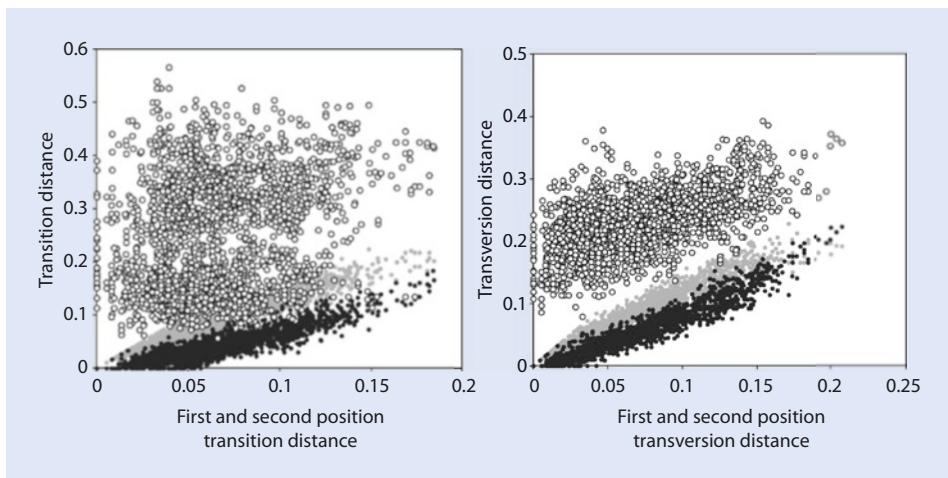 0.6
0.5
0.4
0.3
0.2
0.1
0
Transition distance
0 0.05 0.1 0.15 0.2
First and second position
transition distance
0.5
0.4
0.3
0.2
0.1
0
Transversion distance
0 0.05 0.1 0.15 0.2 0.25
First and second position
transversion distance